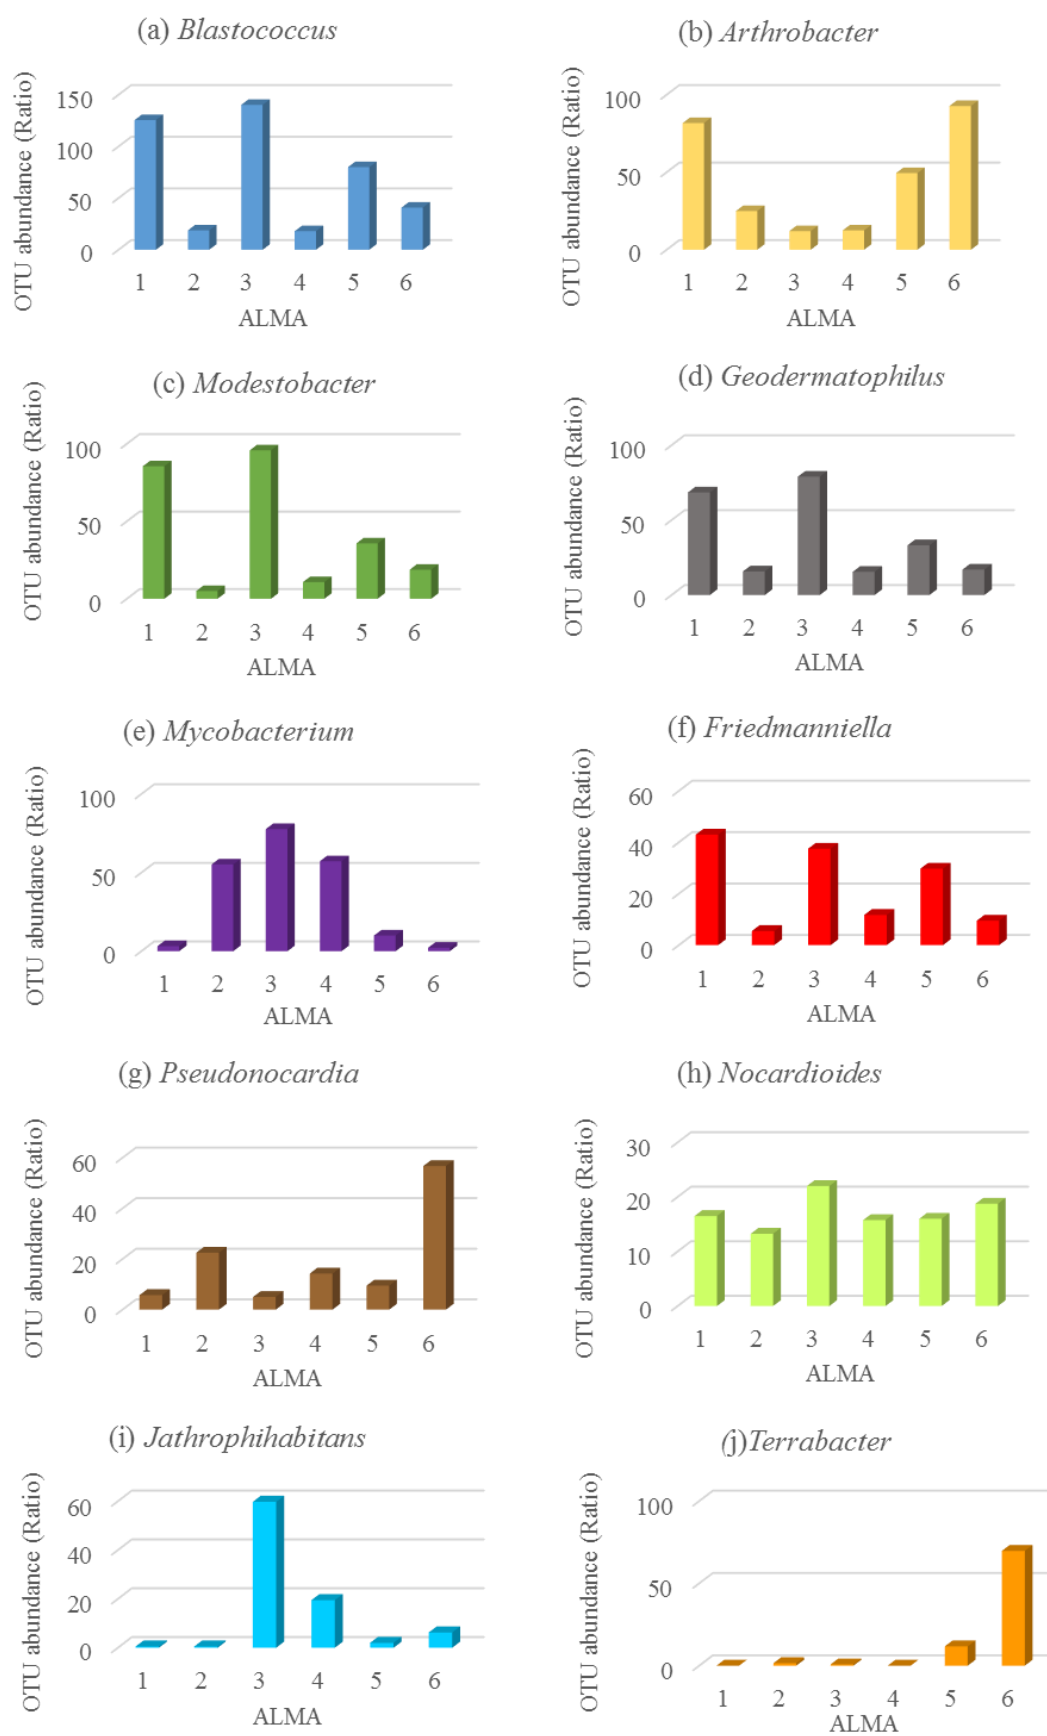 (a) Blastococcus
OTU abundance (Ratio)
150
100
50
0
1 2 3 4 5 6
ALMA
(b) Arthrobacter
OTU abundance (Ratio)
100
50
0
1 2 3 4 5 6
ALMA
(c) Modestobacter
OTU abundance (Ratio)
100
50
0
1 2 3 4 5 6
ALMA
(d) Geodermatophilus
OTU abundance (Ratio)
100
50
0
1 2 3 4 5 6
ALMA
(e) Mycobacterium
OTU abundance (Ratio)
100
50
0
1 2 3 4 5 6
ALMA
(f) Friedmanniella
OTU abundance (Ratio)
60
40
20
0
1 2 3 4 5 6
ALMA
(g) Pseudonocardia
OTU abundance (Ratio)
60
40
20
0
1 2 3 4 5 6
ALMA
(h) Nocardioides
OTU abundance (Ratio)
30
20
10
0
1 2 3 4 5 6
ALMA
(i) Jathrophihabitans
OTU abundance (Ratio)
60
40
20
0
1 2 3 4 5 6
ALMA
(j)Terrabacter
OTU abundance (Ratio)
100
50
0
1 2 3 4 5 6
ALMA